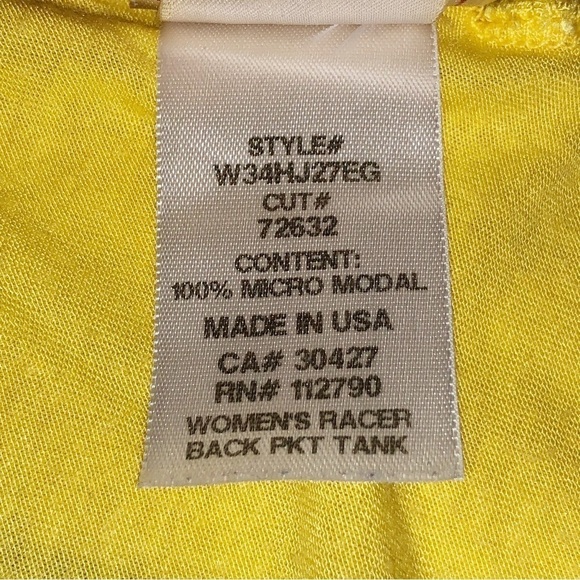 STYLE#
W34HJ27EG
CUT#
72632
CONTENT:
100% MICRO MODAL
MADE IN USA
CA# 30427
RN# 112790
WOMEN'S RACER
BACK PKT TANK